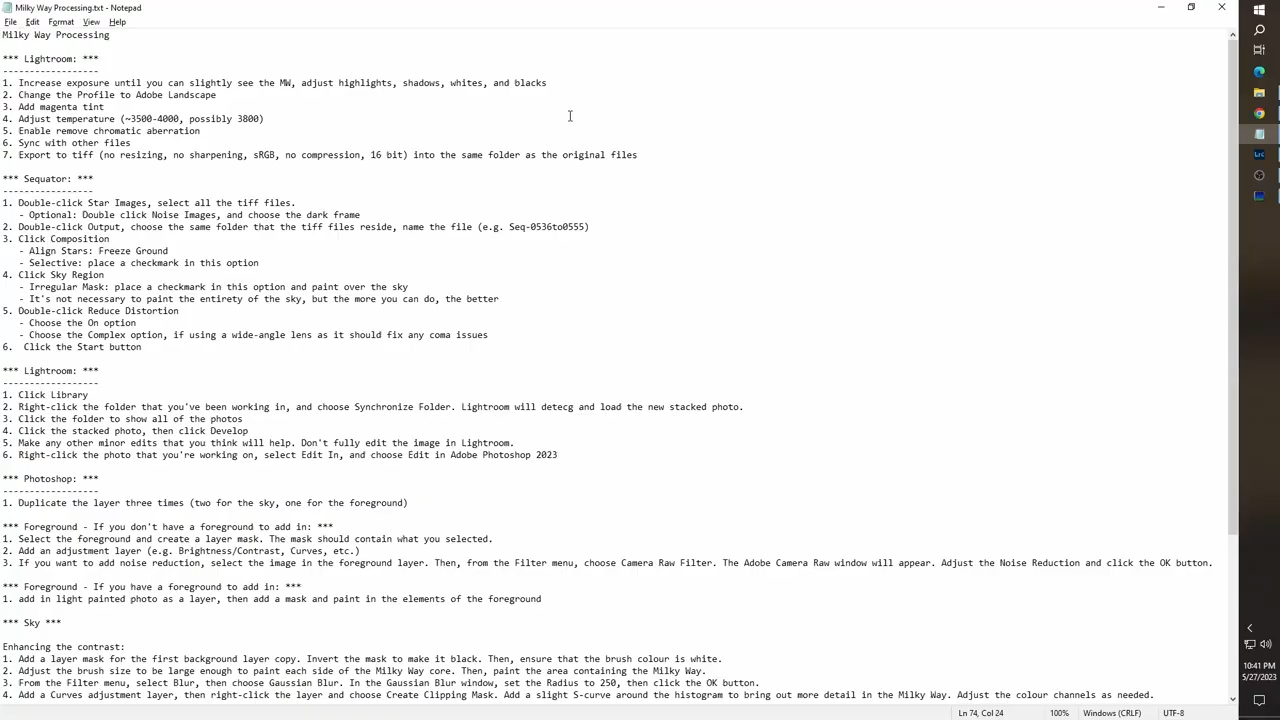 Milky Way Processing.txt - Notepad
File Edit Format View Help
Milky Way Processing
*** Lightroom: ***
------------------
1. Increase exposure until you can slightly see the MW, adjust highlights, shadows, whites, and blacks
2. Change the Profile to Adobe Landscape
3. Add magenta tint
4. Adjust temperature (~3500-4000, possibly 3800)
5. Enable remove chromatic aberration
6. Sync with other files
7. Export to tiff (no resizing, no sharpening, sRGB, no compression, 16 bit) into the same folder as the original files
*** Sequator: ***
-----------------
1. Double-click Star Images, select all the tiff files.
- Optional: Double click Noise Images, and choose the dark frame
2. Double-click Output, choose the same folder that the tiff files reside, name the file (e.g. Seq-0536to0555)
3. Click Composition
- Align Stars: Freeze Ground
- Selective: place a checkmark in this option
4. Click Sky Region
- Irregular Mask: place a checkmark in this option and paint over the sky
- It's not necessary to paint the entirety of the sky, but the more you can do, the better
5. Double-click Reduce Distortion
- Choose the On option
- Choose the Complex option, if using a wide-angle lens as it should fix any coma issues
6.  Click the Start button
*** Lightroom: ***
------------------
1. Click Library
2. Right-click the folder that you've been working in, and choose Synchronize Folder. Lightroom will detecg and load the new stacked photo.
3. Click the folder to show all of the photos
4. Click the stacked photo, then click Develop
5. Make any other minor edits that you think will help. Don't fully edit the image in Lightroom.
6. Right-click the photo that you're working on, select Edit In, and choose Edit in Adobe Photoshop 2023
*** Photoshop: ***
------------------
1. Duplicate the layer three times (two for the sky, one for the foreground)
*** Foreground - If you don't have a foreground to add in: ***
1. Select the foreground and create a layer mask. The mask should contain what you selected.
2. Add an adjustment layer (e.g. Brightness/Contrast, Curves, etc.)
3. If you want to add noise reduction, select the image in the foreground layer. Then, from the Filter menu, choose Camera Raw Filter. The Adobe Camera Raw window will appear. Adjust the Noise Reduction and click the OK button.
*** Foreground - If you have a foreground to add in: ***
1. add in light painted photo as a layer, then add a mask and paint in the elements of the foreground
*** Sky ***
Enhancing the contrast:
1. Add a layer mask for the first background layer copy. Invert the mask to make it black. Then, ensure that the brush colour is white.
2. Adjust the brush size to be large enough to paint each side of the Milky Way core. Then, paint the area containing the Milky Way.
3. From the Filter menu, select Blur, then choose Gaussian Blur. In the Gaussian Blur window, set the Radius to 250, then click the OK button.
4. Add a Curves adjustment layer, then right-click the layer and choose Create Clipping Mask. Add a slight S-curve around the histogram to bring out more detail in the Milky Way. Adjust the colour channels as needed.
Ln 74, Col 24
100%
Windows (CRLF)
UTF-8
LrC
10:41 PM
5/27/2023